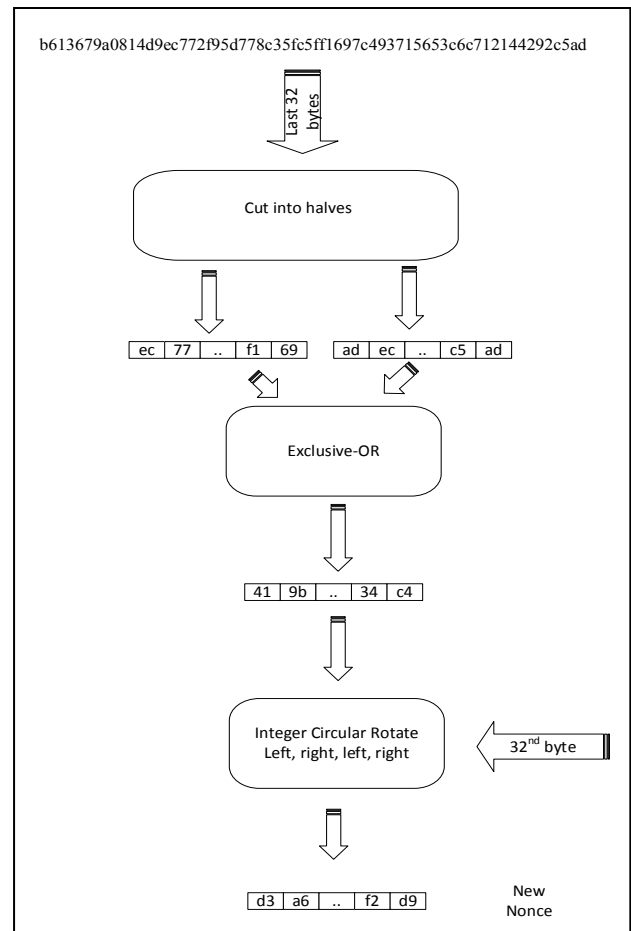 b613679a0814d9ec772f95d778c35fc5ff1697c493715653c6c712144292c5ad
Last 32
bytes
Cut into halves
ec 77 .. f1 69
ad ec .. c5 ad
Exclusive-OR
41 9b .. 34 c4
Integer Circular Rotate
Left, right, left, right
32nd byte
d3 a6 .. f2 d9
New
Nonce